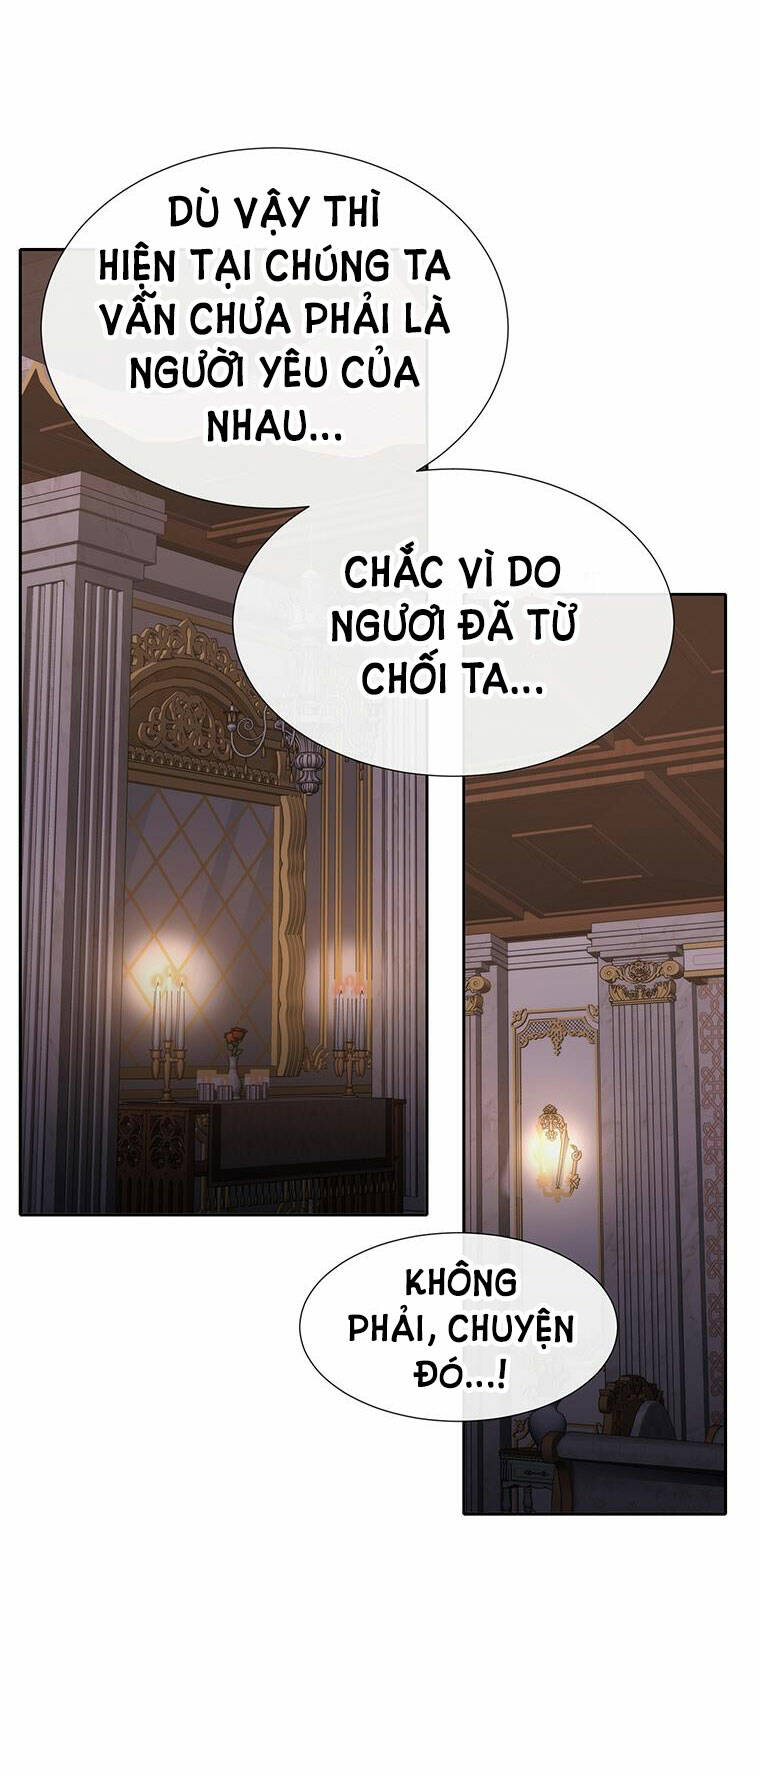 DÙ VẬY THÌ
HIỆN TẠI CHÚNG TA
VẪN CHƯA PHẢI LÀ
NGƯỜI YÊU CỦA
NHAU...
CHẮC VÌ DO
NGƯƠI ĐÃ TỪ
CHỐI TA...
KHÔNG
PHẢI, CHUYỆN
ĐÓ...!